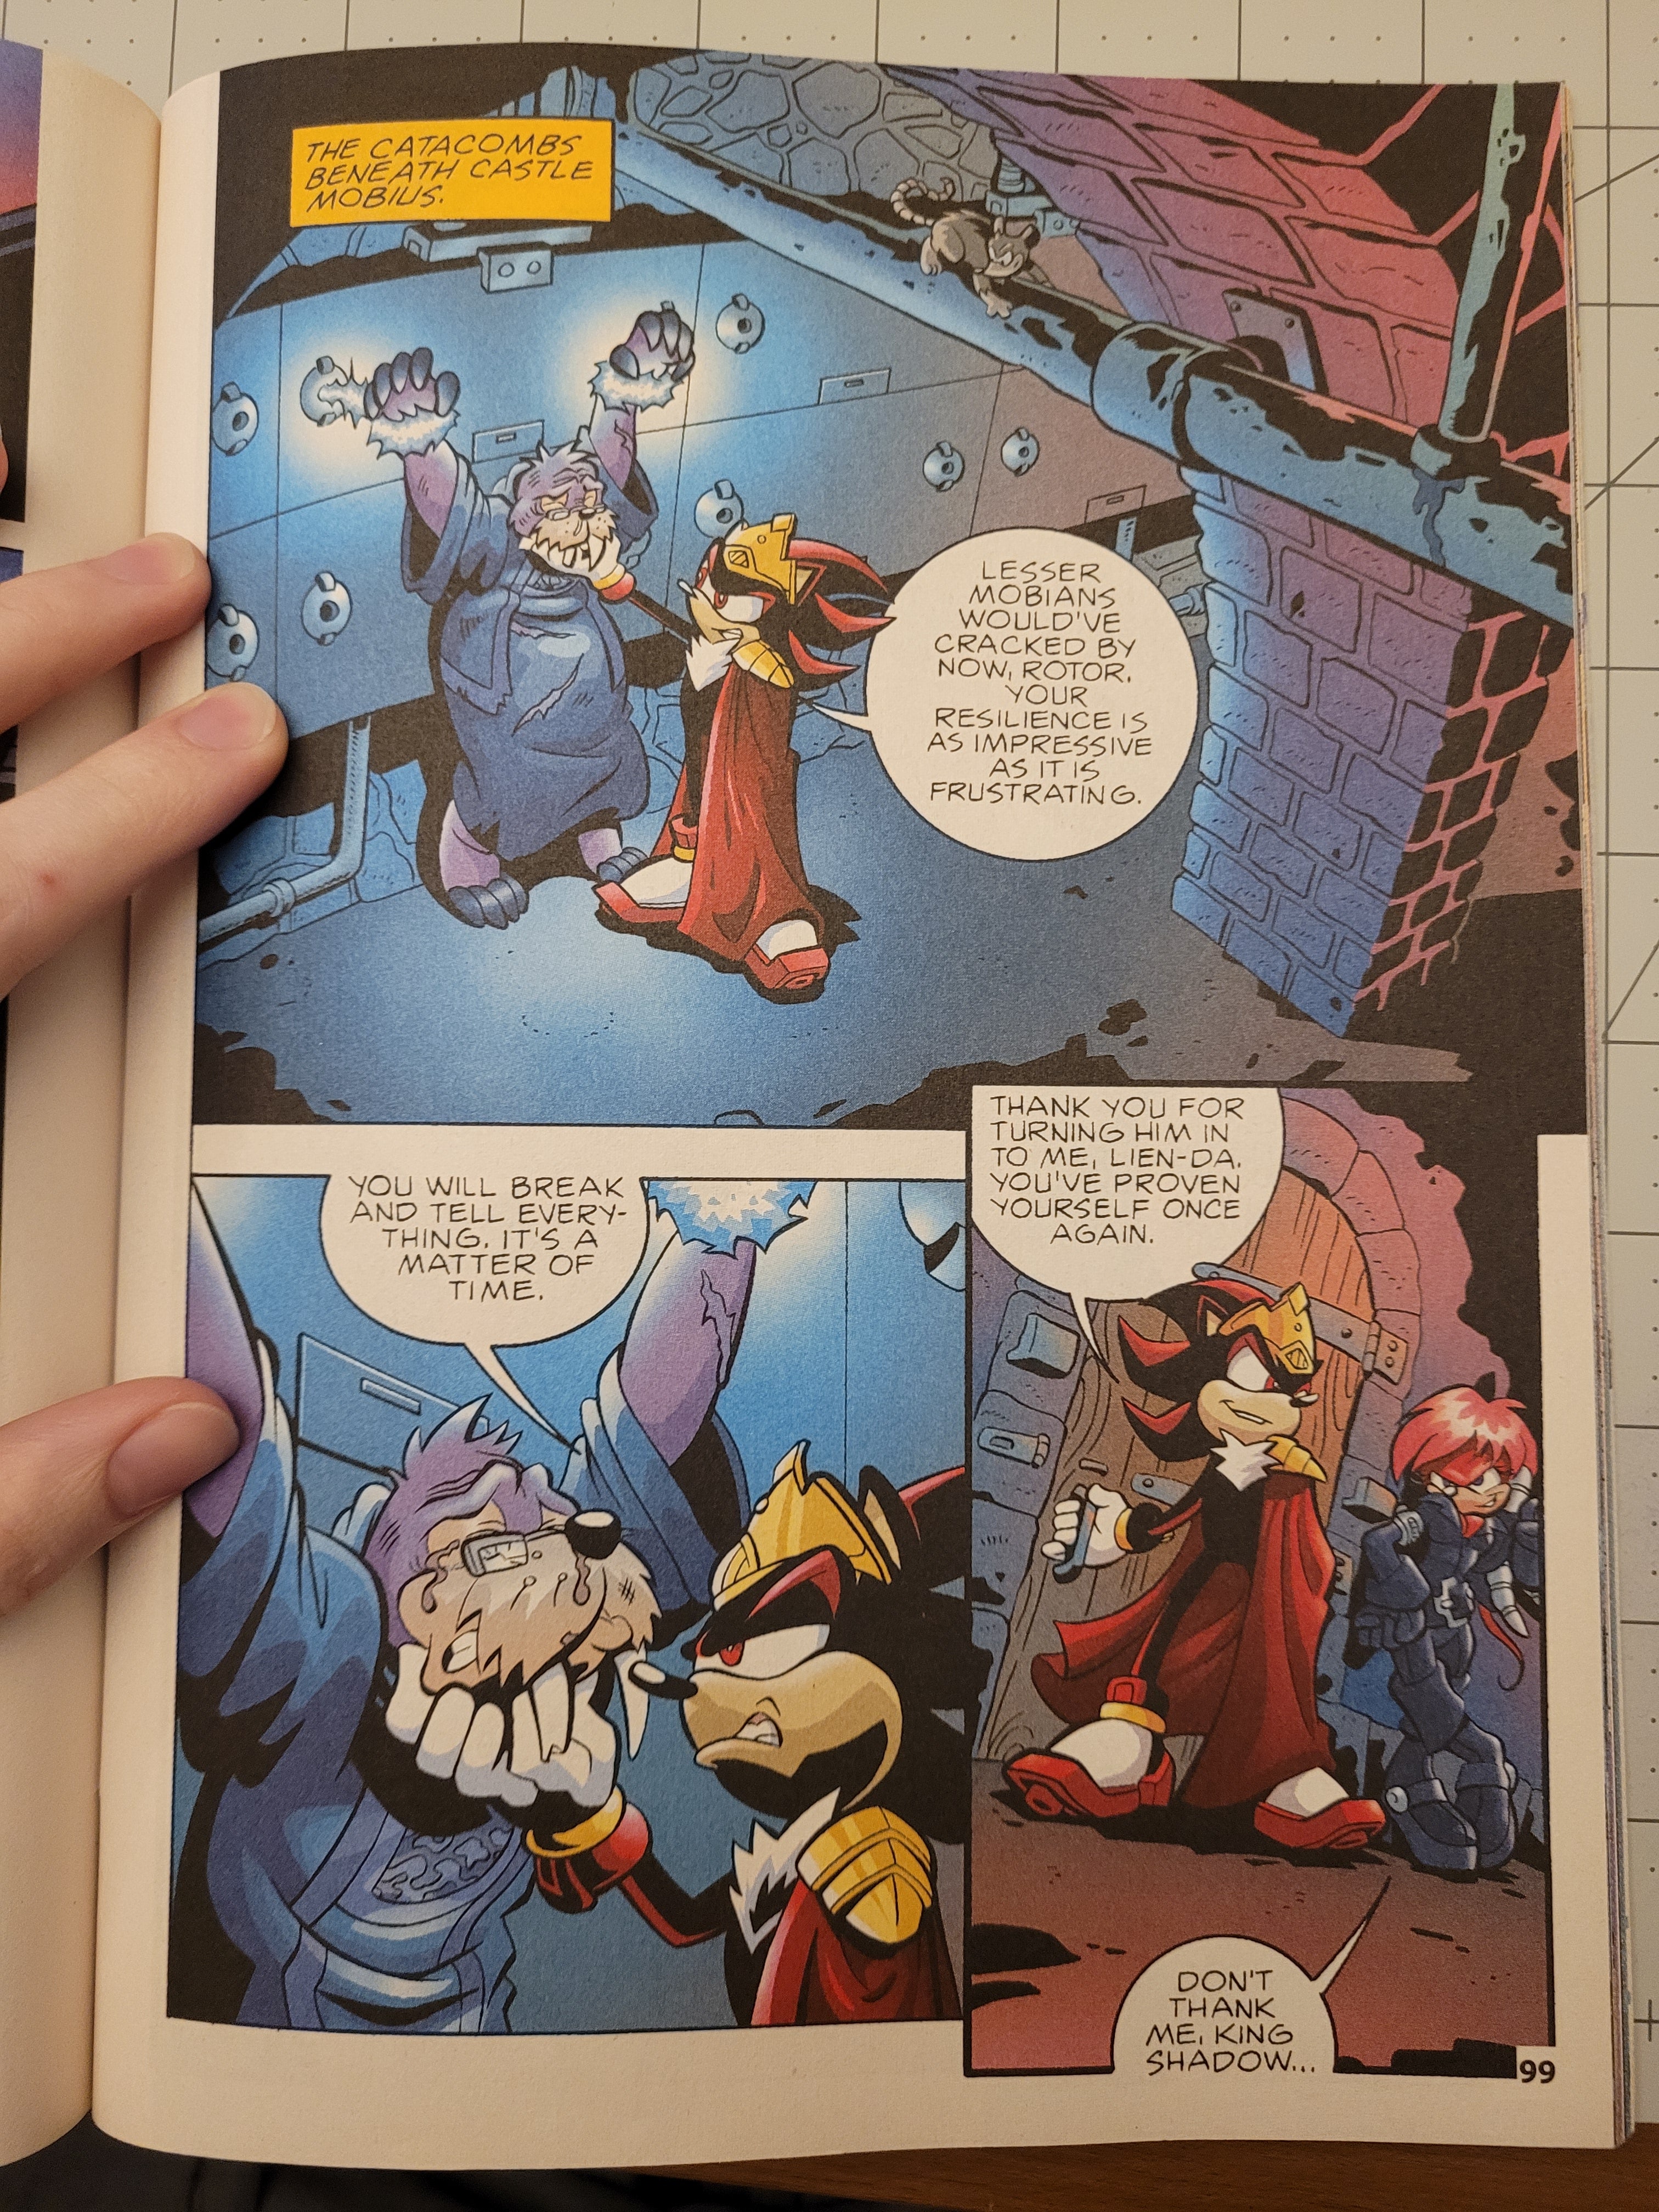 THE CATACOMBS
BENEATH CASTLE
MOBIUS.
LESSER
MOBIANS
WOULD'VE
CRACKED BY
NOW, ROTOR.
YOUR
RESILIENCE IS
AS IMPRESSIVE
AS IT IS
FRUSTRATING.
YOU WILL BREAK
AND TELL EVERY-
THING. IT'S A
MATTER OF
TIME.
THANK YOU FOR
TURNING HIM IN
TO ME, LIEN-DA.
YOU'VE PROVEN
YOURSELF ONCE
AGAIN.
DON'T
THANK
ME, KING
SHADOW...
99